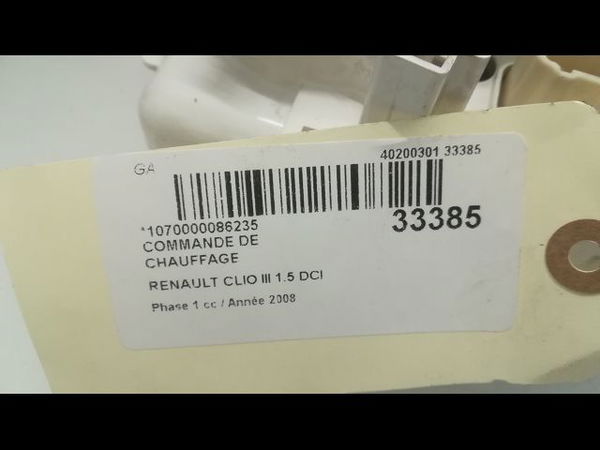 GA
40200301 33385
*1070000086235
33385
COMMANDE DE
CHAUFFAGE
RENAULT CLIO III 1.5 DCI
Phase 1 cc / Année 2008